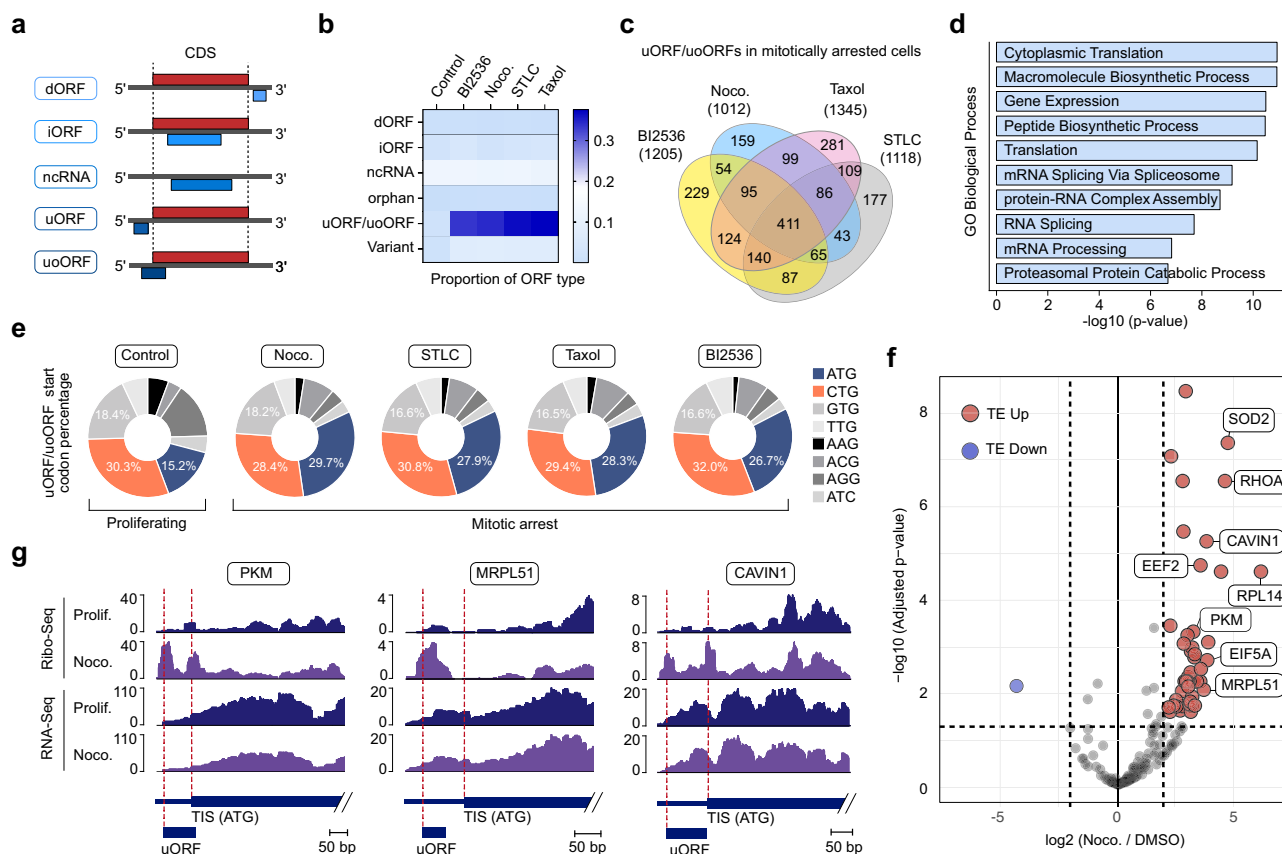 a
CDS
dORF
5'
3'
iORF
5'
3'
ncRNA
5'
3'
uORF
5'
3'
uoORF
5'
3'
b
Control
BI2536
Noco.
STLC
Taxol
dORF
iORF
ncRNA
orphan
uORF/uoORF
Variant
0.3
0.2
0.1
Proportion of ORF type
c
uORF/uoORFs in mitotically arrested cells
Noco.
(1012)
Taxol
(1345)
BI2536
(1205)
STLC
(1118)
159
281
99
54
109
229
95
86
177
411
124
43
140
65
87
d
GO Biological Process
Cytoplasmic Translation
Macromolecule Biosynthetic Process
Gene Expression
Peptide Biosynthetic Process
Translation
mRNA Splicing Via Spliceosome
protein-RNA Complex Assembly
RNA Splicing
mRNA Processing
Proteasomal Protein Catabolic Process
0 2 4 6 8 10
-log10 (p-value)
e
uORF/uoORF start
codon percentage
Control
18.4%
30.3%
15.2%
Noco.
18.2%
28.4%
29.7%
STLC
16.6%
30.8%
27.9%
Taxol
16.5%
29.4%
28.3%
BI2536
16.6%
32.0%
26.7%
ATG
CTG
GTG
TTG
AAG
ACG
AGG
ATC
Proliferating
Mitotic arrest
f
−log10 (Adjusted p−value)
8
6
4
2
0
TE Up
TE Down
SOD2
RHOA
CAVIN1
EEF2
RPL14
PKM
EIF5A
MRPL51
-5 0 5
log2 (Noco. / DMSO)
g
PKM
MRPL51
CAVIN1
Ribo-Seq
RNA-Seq
Prolif.
40
0
4
0
8
0
Noco.
40
0
4
0
8
0
Prolif.
110
0
20
0
20
0
Noco.
110
0
20
0
20
0
TIS (ATG)
uORF
50 bp
TIS (ATG)
uORF
50 bp
TIS (ATG)
uORF
50 bp